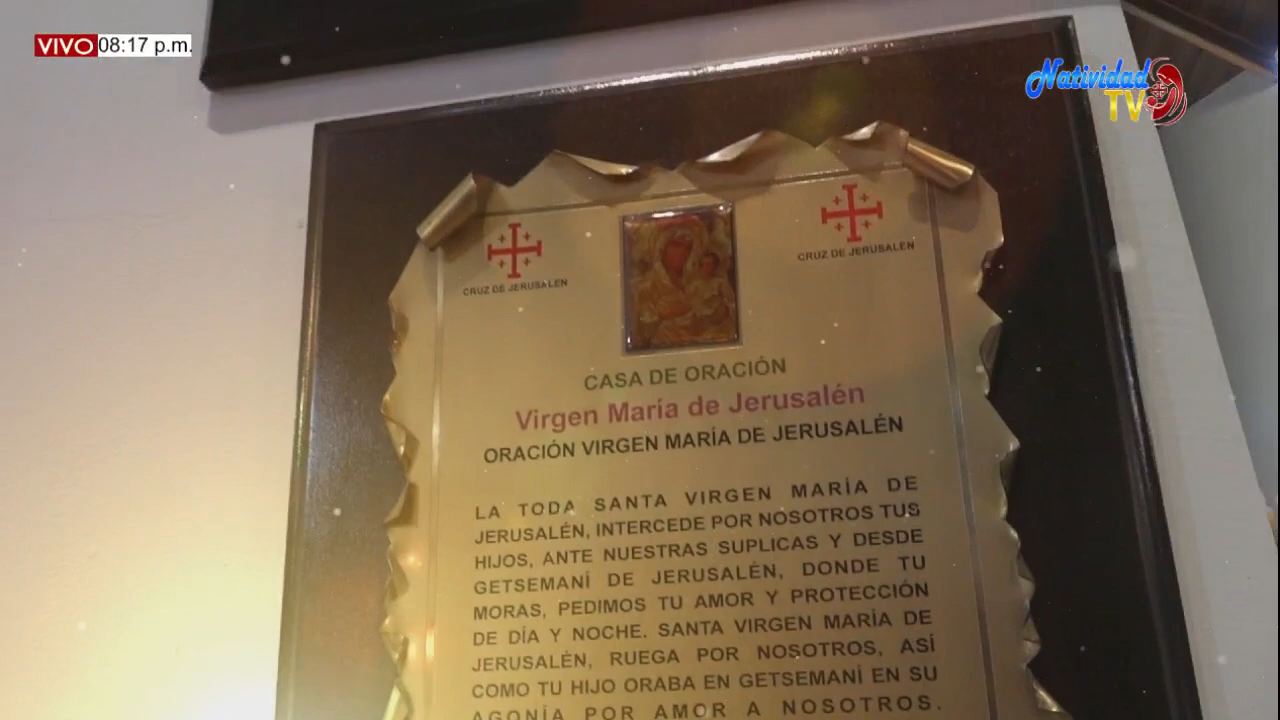 VIVO 08:17 p.m.
Natividad
TV
CRUZ DE JERUSALEN
CRUZ DE JERUSALEN
CASA DE ORACIÓN
Virgen María de Jerusalén
ORACIÓN VIRGEN MARÍA DE JERUSALÉN
LA TODA SANTA VIRGEN MARÍA DE
JERUSALÉN, INTERCEDE POR NOSOTROS TUS
HIJOS, ANTE NUESTRAS SUPLICAS Y DESDE
GETSEMANÍ DE JERUSALÉN, DONDE TU
MORAS, PEDIMOS TU AMOR Y PROTECCIÓN
DE DÍA Y NOCHE. SANTA VIRGEN MARÍA DE
JERUSALÉN, RUEGA POR NOSOTROS, ASÍ
COMO TU HIJO ORABA EN GETSEMANÍ EN SU
AGONÍA POR AMOR A NOSOTROS.